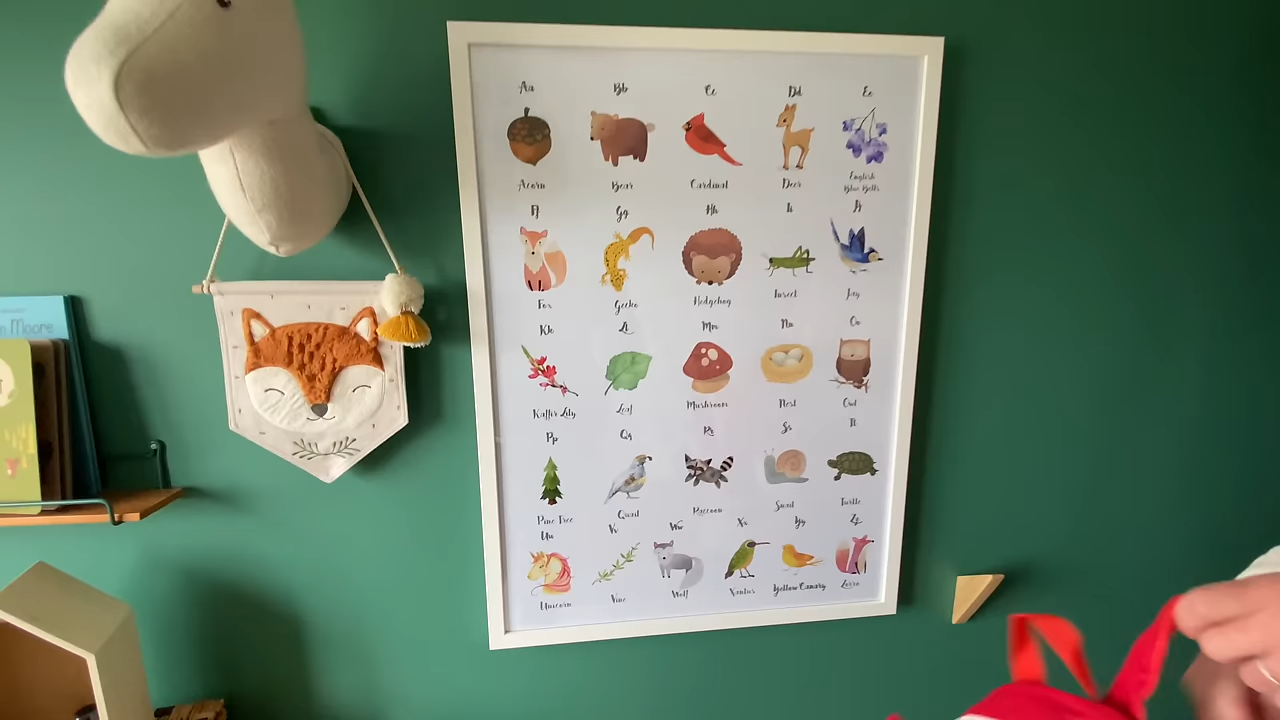 Aa Bb Cc Dd Ee
Acorn Bear Cardinal Deer English
Blue Bells
Ff Gg Hh Ii Jj
Fox Gecko Hedgehog Insect Jay
Kk Ll Mm Nn Oo
Kaffir Lily Leaf Mushroom Nest Owl
Pp Qq Rr Ss Tt
Pine Tree Quail Raccoon Snail Turtle
Uu Vv Ww Xx Yy Zz
Unicorn Vine Wolf Xantus Yellow Canary Zorro
n Moore